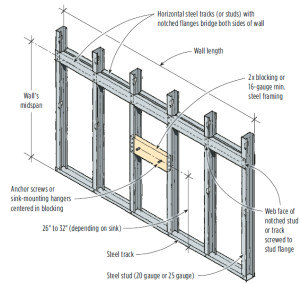 Horizontal steel tracks (or studs) with
notched flanges bridge both sides of wall
Wall length
Wall's
midspan
2x blocking or
16-gauge min.
steel framing
Anchor screws or
sink-mounting hangers
centered in blocking
26" to 32" (depending on sink)
Web face of
notched stud
or track
screwed to
stud flange
Steel track
Steel stud (20 gauge or 25 gauge)